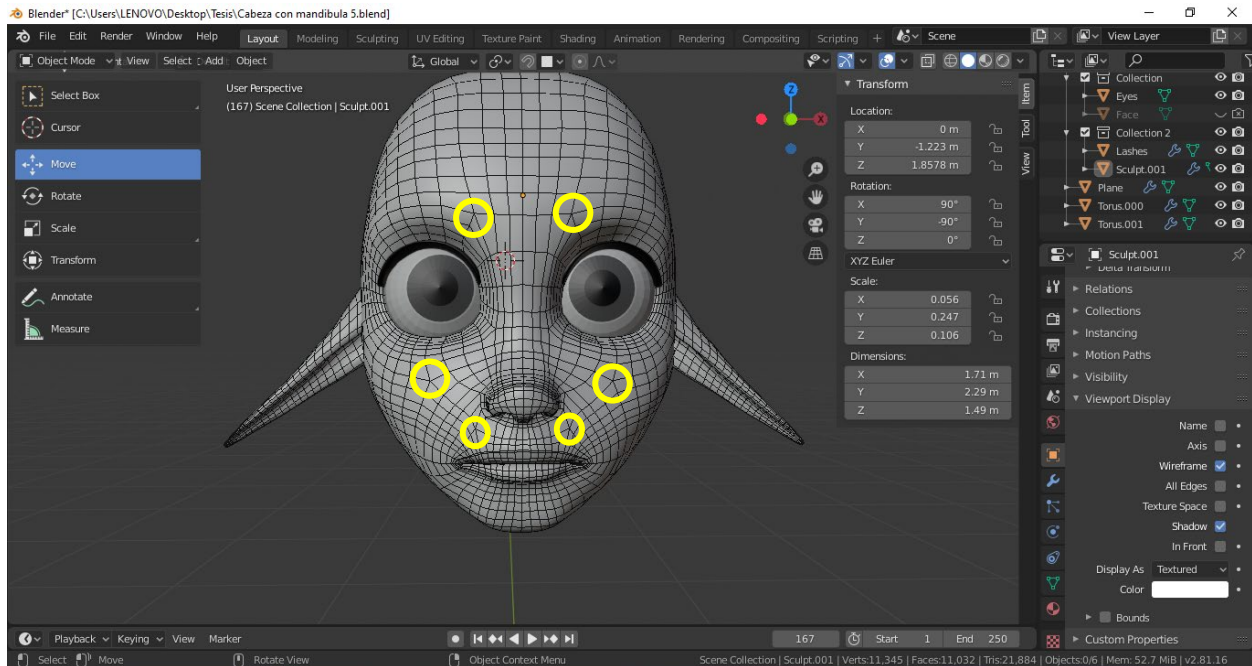 Blender* [C:\Users\LENOVO\Desktop\Tesis\Cabeza con mandibula 5.blend]
File Edit Render Window Help Layout Modeling Sculpting UV Editing Texture Paint Shading Animation Rendering Compositing Scripting + Scene View Layer
Object Mode View Select Add Object Global
User Perspective
(167) Scene Collection | Sculpt.001
Select Box
Cursor
Move
Rotate
Scale
Transform
Annotate
Measure
Z
X
Transform
Location:
X 0 m
Y -1.223 m
Z 1.8578 m
Rotation:
X 90°
Y -90°
Z 0°
XYZ Euler
Scale:
X 0.056
Y 0.247
Z 0.106
Dimensions:
X 1.71 m
Y 2.29 m
Z 1.49 m
Item
Tool
View
Collection
Eyes
Face
Collection 2
Lashes
Sculpt.001
Plane
Torus.000
Torus.001
Sculpt.001
Delta Transform
Relations
Collections
Instancing
Motion Paths
Visibility
Viewport Display
Name
Axis
Wireframe
All Edges
Texture Space
Shadow
In Front
Display As Textured
Color
Bounds
Custom Properties
Playback Keying View Marker 167 Start 1 End 250
Select Move Rotate View Object Context Menu Scene Collection | Sculpt.001 | Verts:11,345 | Faces:11,032 | Tris:21,884 | Objects:0/6 | Mem: 52.7 MiB | v2.81.16